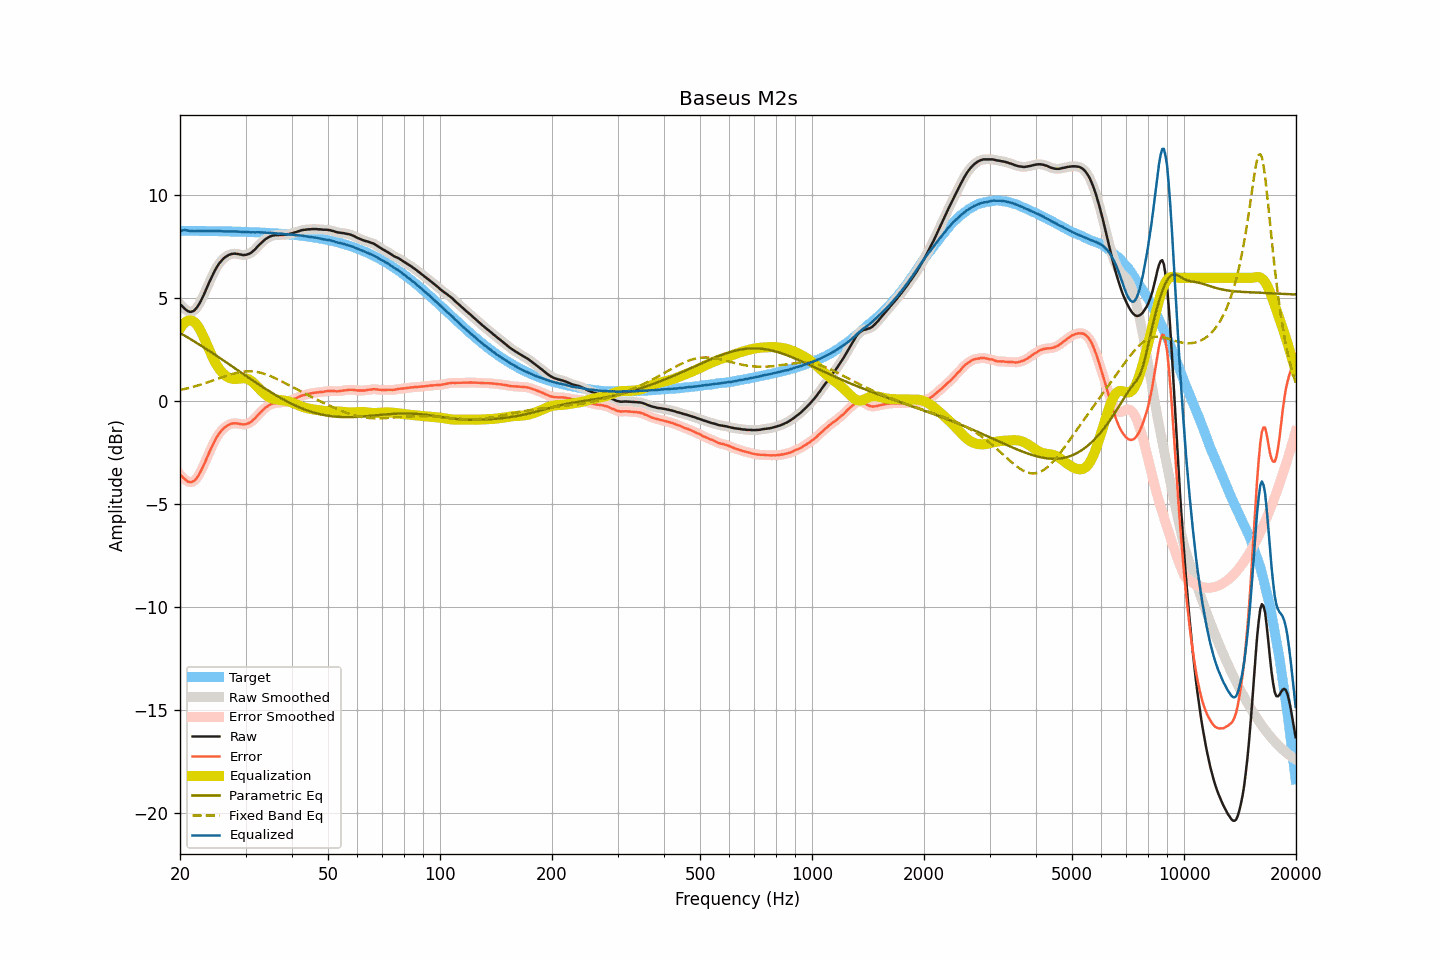 Baseus M2s
Amplitude (dBr)
10
5
0
−5
−10
−15
−20
Target
Raw Smoothed
Error Smoothed
Raw
Error
Equalization
Parametric Eq
Fixed Band Eq
Equalized
20 50 100 200 500 1000 2000 5000 10000 20000
Frequency (Hz)